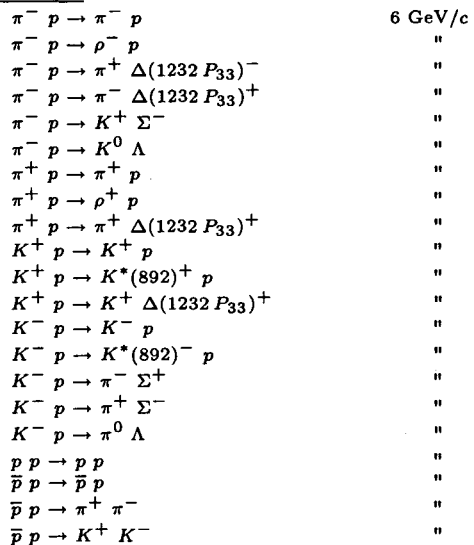 π⁻ p → π⁻ p 6 GeV/c
π⁻ p → ρ⁻ p "
π⁻ p → π⁺ Δ(1232 P₃₃)⁻ "
π⁻ p → π⁻ Δ(1232 P₃₃)⁺ "
π⁻ p → K⁺ Σ⁻ "
π⁻ p → K⁰ Λ "
π⁺ p → π⁺ p "
π⁺ p → ρ⁺ p "
π⁺ p → π⁺ Δ(1232 P₃₃)⁺ "
K⁺ p → K⁺ p "
K⁺ p → K*(892)⁺ p "
K⁺ p → K⁺ Δ(1232 P₃₃)⁺ "
K⁻ p → K⁻ p "
K⁻ p → K*(892)⁻ p "
K⁻ p → π⁻ Σ⁺ "
K⁻ p → π⁺ Σ⁻ "
K⁻ p → π⁰ Λ "
p p → p p "
p̅ p → p̅ p "
p̅ p → π⁺ π⁻ "
p̅ p → K⁺ K⁻ "